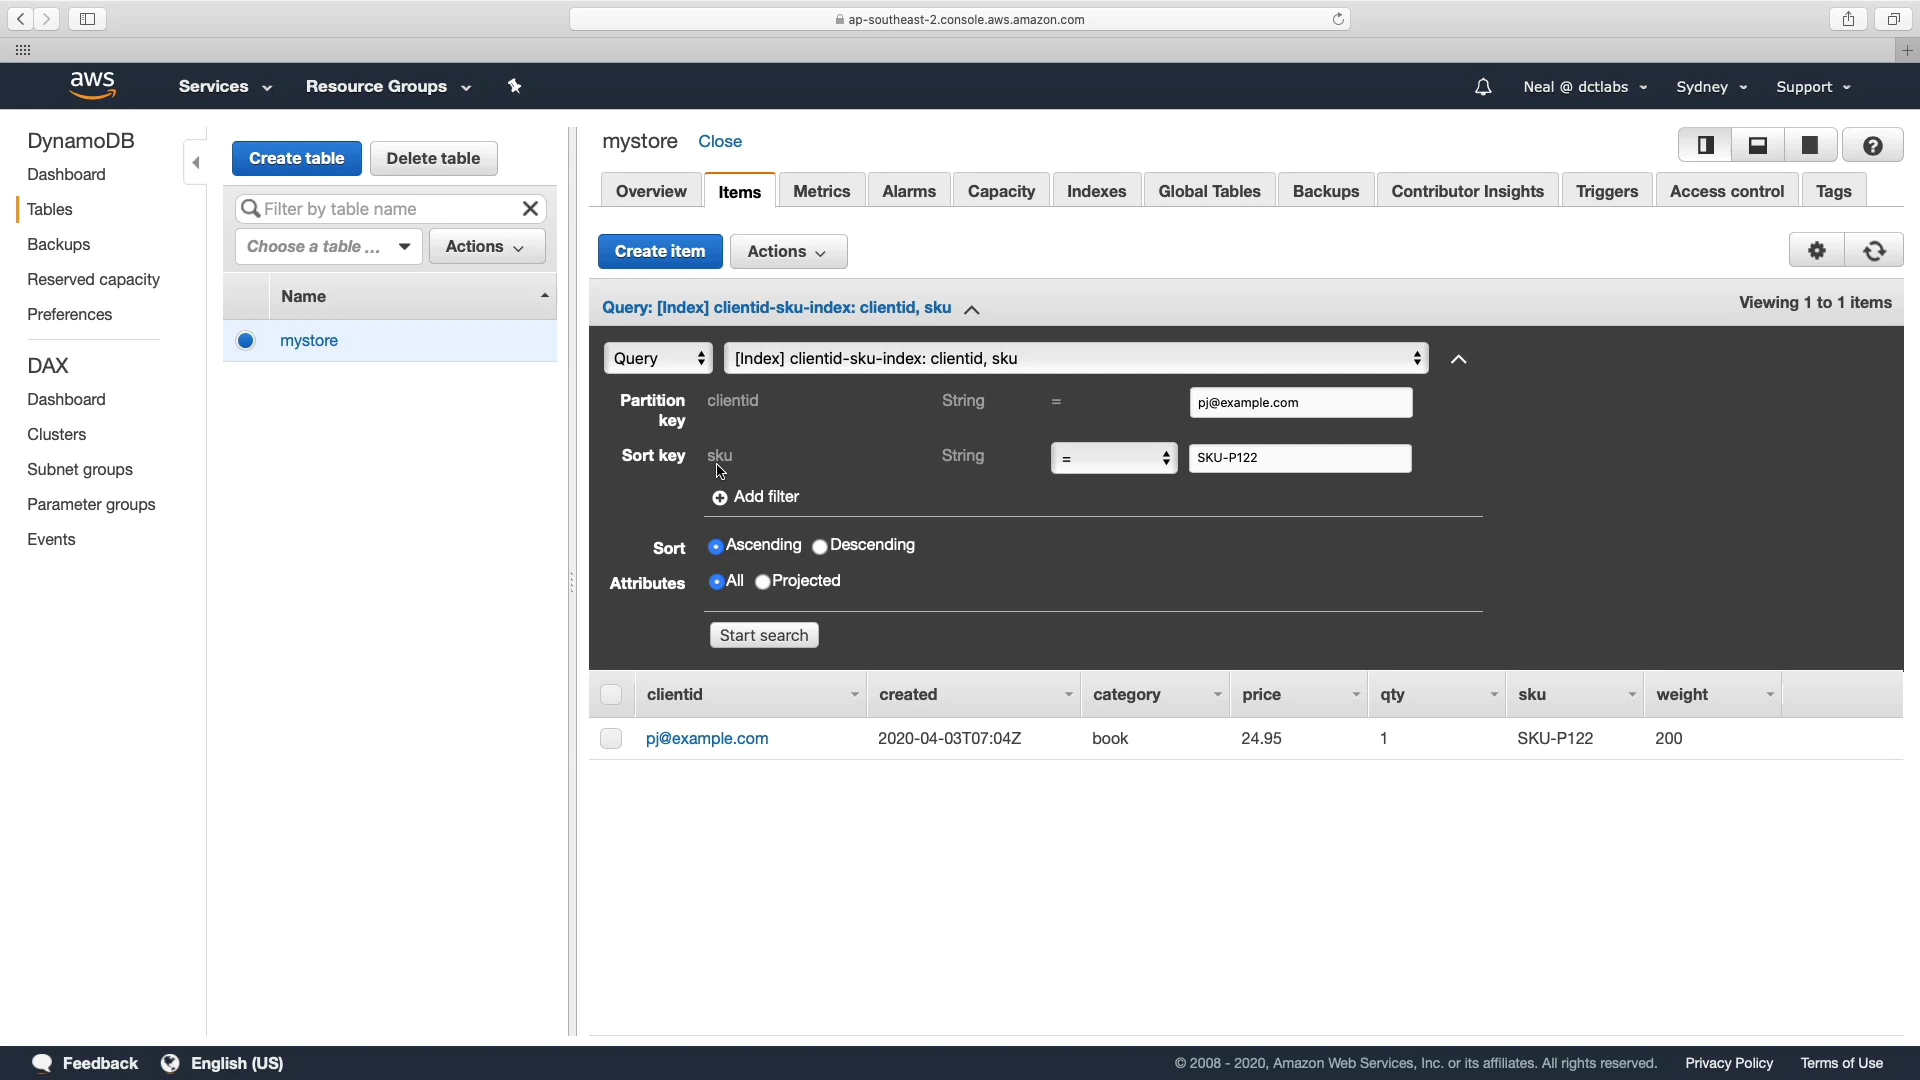 ap-southeast-2.console.aws.amazon.com
aws
Services
Resource Groups
Neal @ dctlabs
Sydney
Support
DynamoDB
Dashboard
Tables
Backups
Reserved capacity
Preferences
DAX
Dashboard
Clusters
Subnet groups
Parameter groups
Events
Create table
Delete table
Filter by table name
Choose a table ...
Actions
Name
mystore
mystore Close
Overview
Items
Metrics
Alarms
Capacity
Indexes
Global Tables
Backups
Contributor Insights
Triggers
Access control
Tags
Create item
Actions
Query: [Index] clientid-sku-index: clientid, sku
Viewing 1 to 1 items
Query
[Index] clientid-sku-index: clientid, sku
Partition key clientid String = pj@example.com
Sort key sku String = SKU-P122
Add filter
Sort Ascending Descending
Attributes All Projected
Start search
clientid created category price qty sku weight
pj@example.com 2020-04-03T07:04Z book 24.95 1 SKU-P122 200
Feedback
English (US)
© 2008 - 2020, Amazon Web Services, Inc. or its affiliates. All rights reserved.
Privacy Policy
Terms of Use